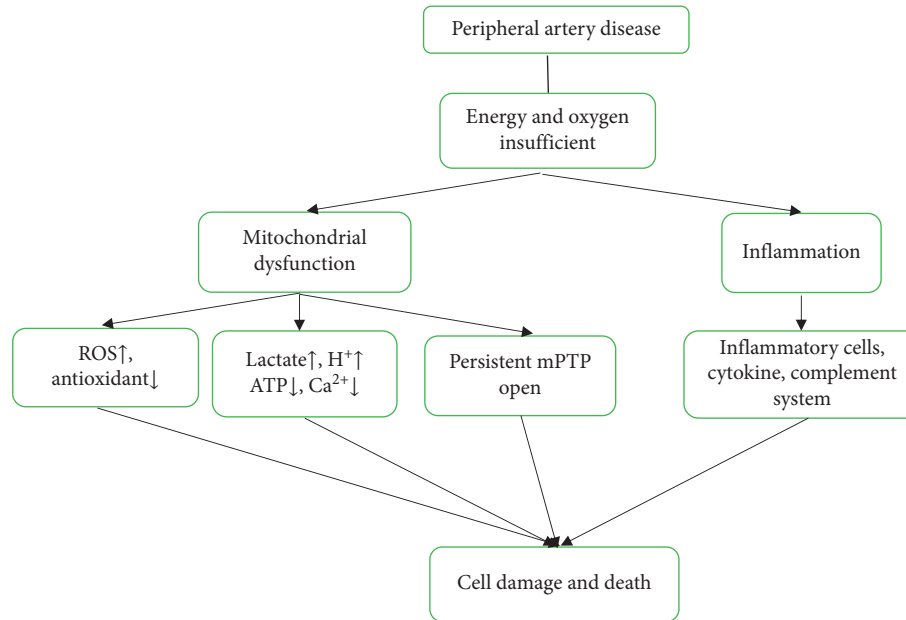 Peripheral artery disease
Energy and oxygen
insufficient
Mitochondrial
dysfunction
Inflammation
ROS↑,
antioxidant↓
Lactate↑, H⁺↑
ATP↓, Ca²⁺↓
Persistent mPTP
open
Inflammatory cells,
cytokine, complement
system
Cell damage and death